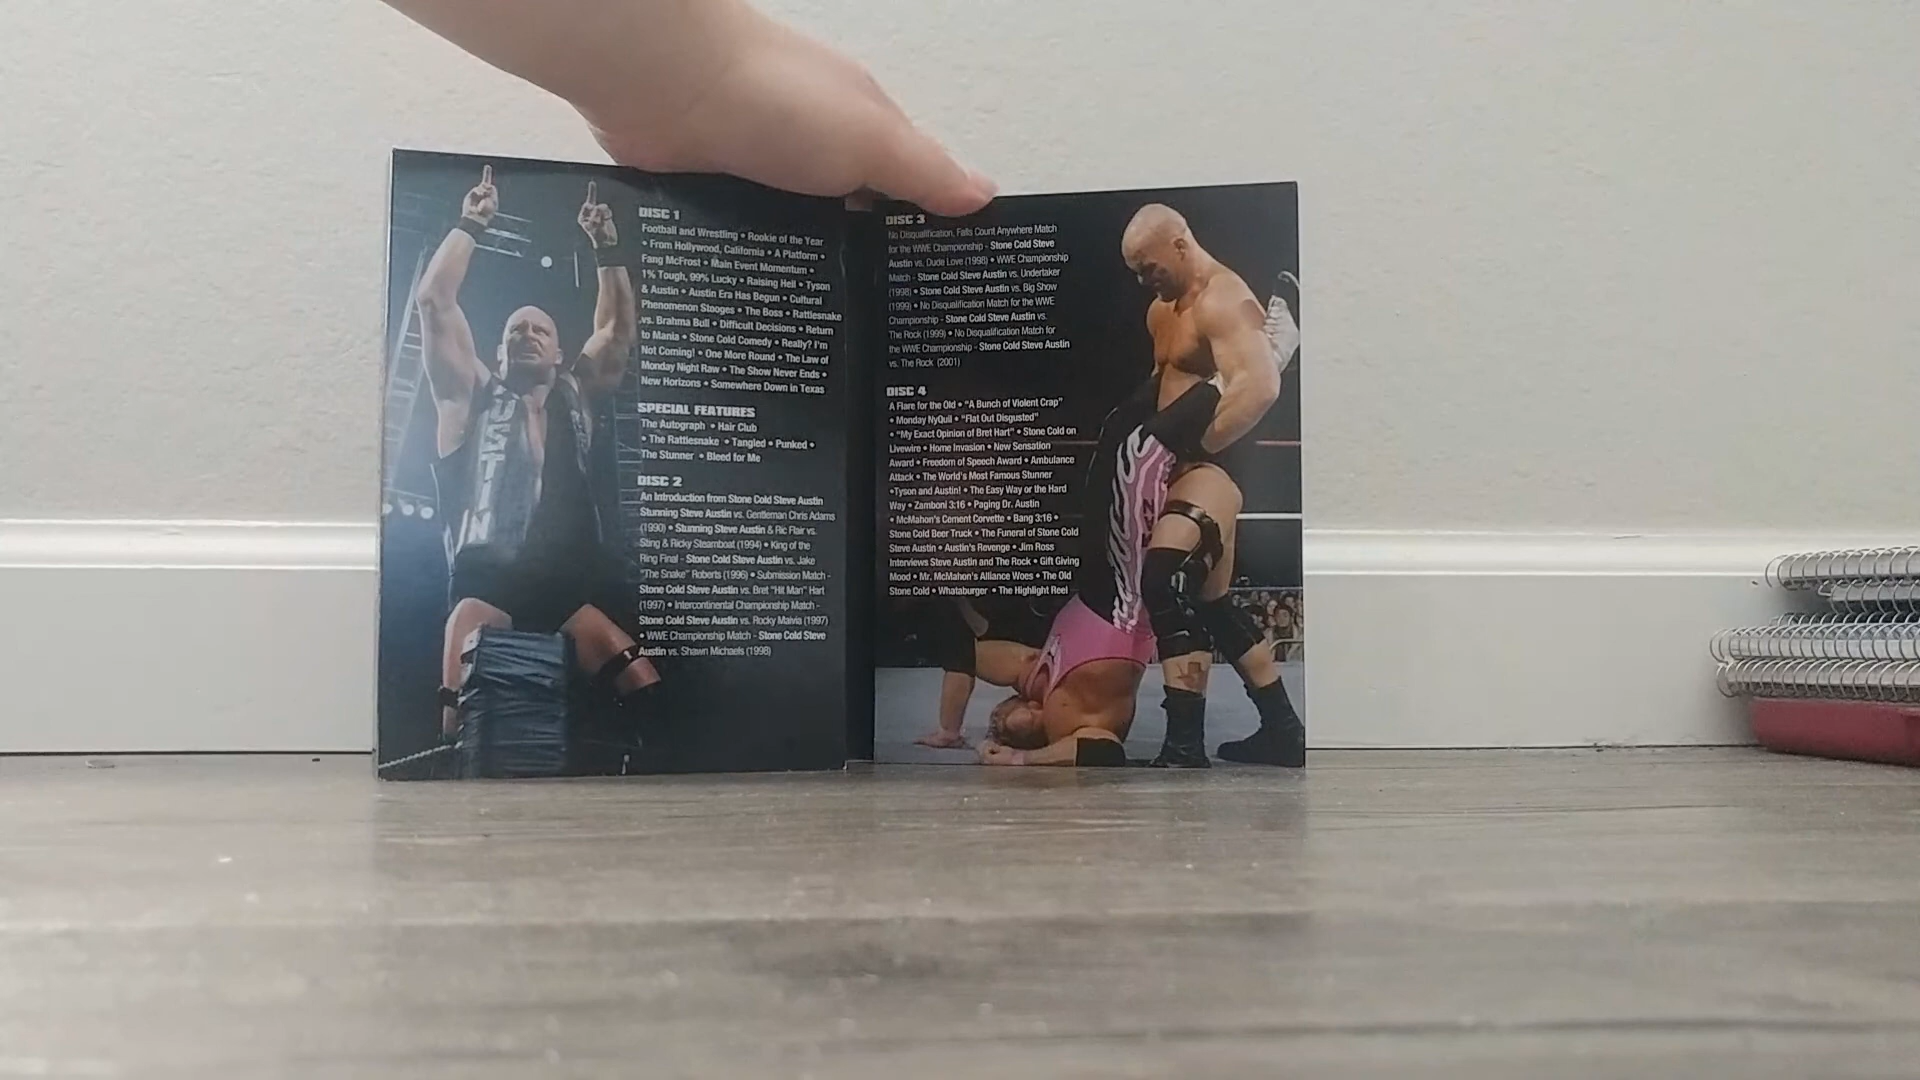 DISC 1
Football and Wrestling • Rookie of the Year
• From Hollywood, California • A Platform •
Fang McFrost • Main Event Momentum •
1% Tough, 99% Lucky • Raising Hell • Tyson
& Austin • Austin Era Has Begun • Cultural
Phenomenon Stooges • The Boss • Rattlesnake
vs. Brahma Bull • Difficult Decisions • Return
to Mania • Stone Cold Comedy • Really? I'm
Not Coming! • One More Round • The Law of
Monday Night Raw • The Show Never Ends •
New Horizons • Somewhere Down in Texas
SPECIAL FEATURES
The Autograph • Hair Club
• The Rattlesnake • Tangled • Punked •
The Stunner • Bleed for Me
DISC 2
An Introduction from Stone Cold Steve Austin
Stunning Steve Austin vs. Gentleman Chris Adams
(1990) • Stunning Steve Austin & Ric Flair vs.
Sting & Ricky Steamboat (1994) • King of the
Ring Final - Stone Cold Steve Austin vs. Jake
"The Snake" Roberts (1996) • Submission Match -
Stone Cold Steve Austin vs. Bret "Hit Man" Hart
(1997) • Intercontinental Championship Match -
Stone Cold Steve Austin vs. Rocky Maivia (1997)
• WWE Championship Match - Stone Cold Steve
Austin vs. Shawn Michaels (1998)
DISC 3
No Disqualification, Falls Count Anywhere Match
for the WWE Championship - Stone Cold Steve
Austin vs. Dude Love (1998) • WWE Championship
Match - Stone Cold Steve Austin vs. Undertaker
(1998) • Stone Cold Steve Austin vs. Big Show
(1999) • No Disqualification Match for the WWE
Championship - Stone Cold Steve Austin vs.
The Rock (1999) • No Disqualification Match for
the WWE Championship - Stone Cold Steve Austin
vs. The Rock (2001)
DISC 4
A Flare for the Old • "A Bunch of Violent Crap"
• Monday NyQuil • "Flat Out Disgusted"
• "My Exact Opinion of Bret Hart" • Stone Cold on
Livewire • Home Invasion • New Sensation
Award • Freedom of Speech Award • Ambulance
Attack • The World's Most Famous Stunner
• Tyson and Austin! • The Easy Way or the Hard
Way • Zamboni 3:16 • Paging Dr. Austin
• McMahon's Cement Corvette • Bang 3:16 •
Stone Cold Beer Truck • The Funeral of Stone Cold
Steve Austin • Austin's Revenge • Jim Ross
Interviews Steve Austin and The Rock • Gift Giving
Mood • Mr. McMahon's Alliance Woes • The Old
Stone Cold • Whataburger • The Highlight Reel
AUSTIN